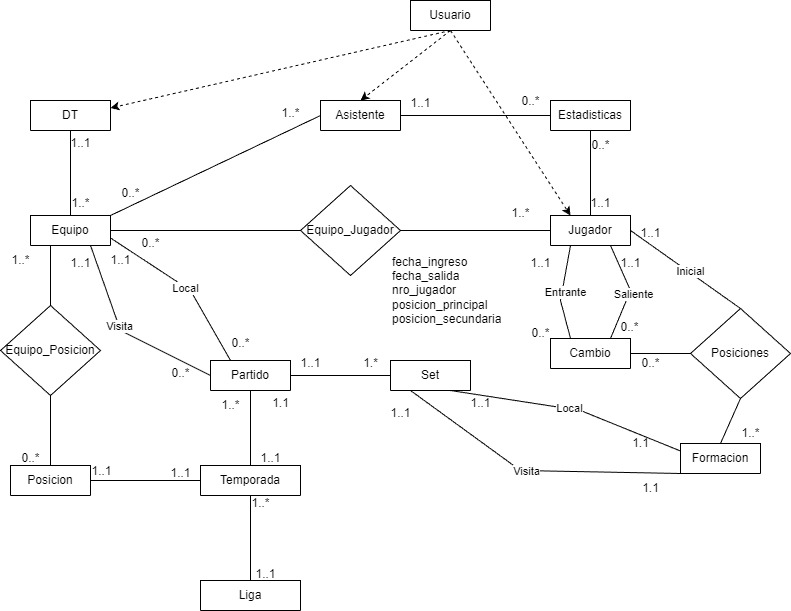 Usuario
DT
Asistente
1..1
0..*
Estadisticas
1..*
1..1
0..*
0..*
1..*
1..1
Equipo
Equipo_Jugador
1..*
Jugador
0..*
1..1
1..*
1..1
1..1
1..1
1..1
fecha_ingreso
fecha_salida
nro_jugador
posicion_principal
posicion_secundaria
Inicial
Local
Entrante
Saliente
Visita
0..*
0..*
0..*
Equipo_Posicion
Cambio
0..*
Posiciones
0..*
Partido
1..1
1.*
Set
1..*
1.1
1..1
1..1
Local
1..*
1.1
0..*
1..1
Formacion
1..1
1..1
Visita
Posicion
Temporada
1.1
1..*
1..1
Liga